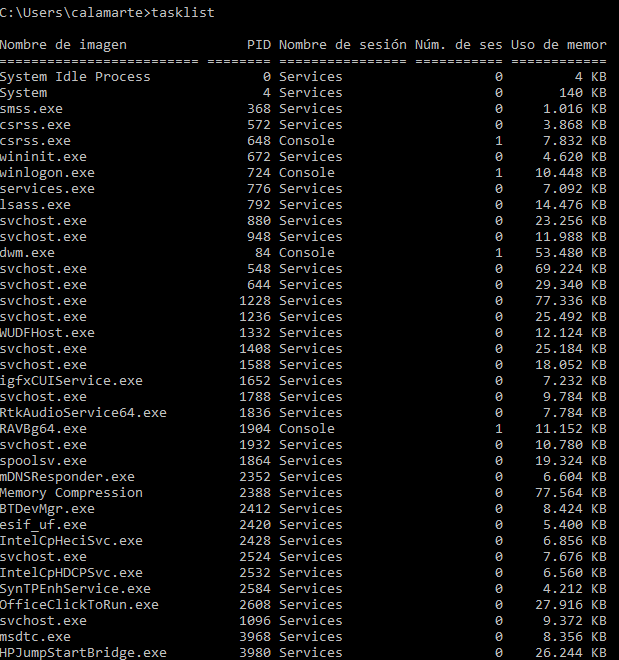 C:\Users\calamarte>tasklist
Nombre de imagen PID Nombre de sesión Núm. de ses Uso de memor
========================= ======== ================ =========== ============
System Idle Process 0 Services 0 4 KB
System 4 Services 0 140 KB
smss.exe 368 Services 0 1.016 KB
csrss.exe 572 Services 0 3.868 KB
csrss.exe 648 Console 1 7.832 KB
wininit.exe 672 Services 0 4.620 KB
winlogon.exe 724 Console 1 10.448 KB
services.exe 776 Services 0 7.092 KB
lsass.exe 792 Services 0 14.476 KB
svchost.exe 880 Services 0 23.256 KB
svchost.exe 948 Services 0 11.988 KB
dwm.exe 84 Console 1 53.480 KB
svchost.exe 548 Services 0 69.224 KB
svchost.exe 644 Services 0 29.340 KB
svchost.exe 1228 Services 0 77.336 KB
svchost.exe 1236 Services 0 25.492 KB
WUDFHost.exe 1332 Services 0 12.124 KB
svchost.exe 1408 Services 0 25.184 KB
svchost.exe 1588 Services 0 18.052 KB
igfxCUIService.exe 1652 Services 0 7.232 KB
svchost.exe 1788 Services 0 9.784 KB
RtkAudioService64.exe 1836 Services 0 7.784 KB
RAVBg64.exe 1904 Console 1 11.152 KB
svchost.exe 1932 Services 0 10.780 KB
spoolsv.exe 1864 Services 0 19.324 KB
mDNSResponder.exe 2352 Services 0 6.604 KB
Memory Compression 2388 Services 0 77.564 KB
BTDevMgr.exe 2412 Services 0 8.424 KB
esif_uf.exe 2420 Services 0 5.400 KB
IntelCpHeciSvc.exe 2428 Services 0 6.856 KB
svchost.exe 2524 Services 0 7.676 KB
IntelCpHDCPSvc.exe 2532 Services 0 6.560 KB
SynTPEnhService.exe 2584 Services 0 4.212 KB
OfficeClickToRun.exe 2608 Services 0 27.916 KB
svchost.exe 1096 Services 0 9.372 KB
msdtc.exe 3968 Services 0 8.356 KB
HPJumpStartBridge.exe 3980 Services 0 26.244 KB